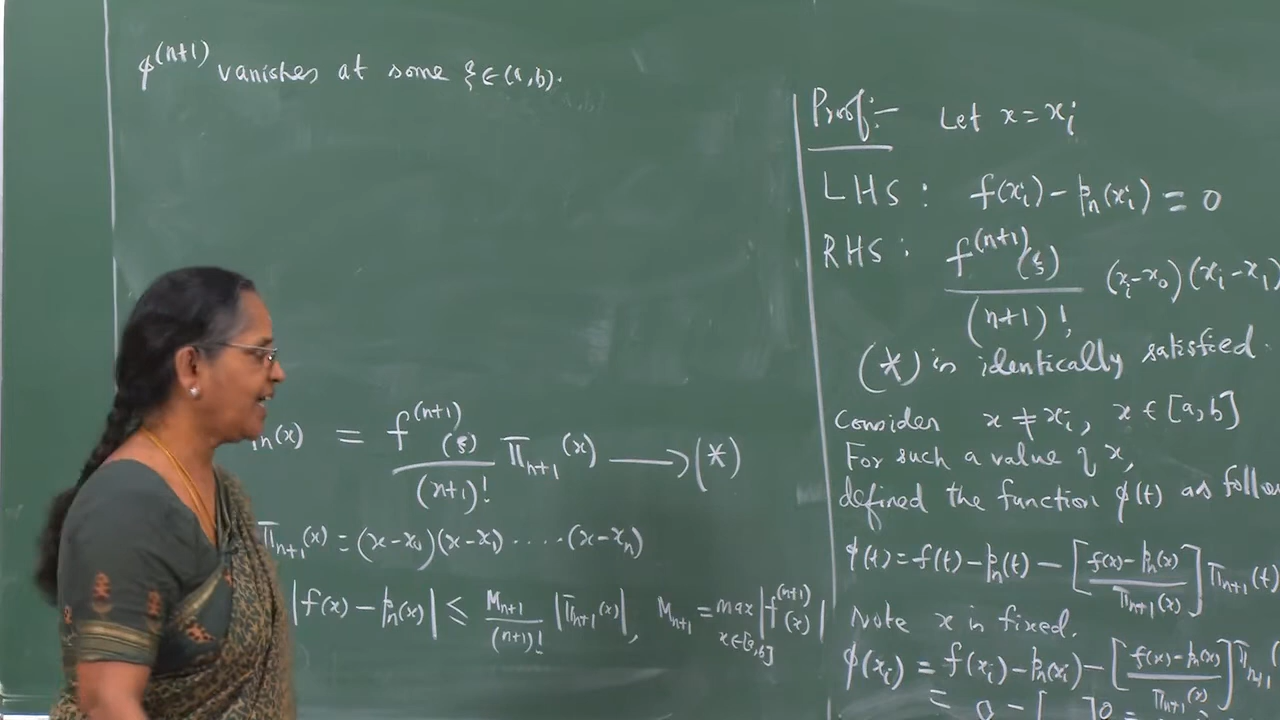 φ^(n+1) vanishes at some ξ ∈ (a, b).
n(x) = f^(n+1)(ξ) / (n+1)! Π_{n+1}(x) ⟶ (*)
Π_{n+1}(x) = (x-x_0)(x-x_1) ..... (x-x_n)
|f(x) - p_n(x)| ≤ M_{n+1} / (n+1)! |Π_{n+1}(x)|, M_{n+1} = max_{x∈[a,b]} |f^(n+1)(x)|
Proof:- Let x = x_i
LHS : f(x_i) - p_n(x_i) = 0
RHS : f^(n+1)(ξ) / (n+1)! (x_i-x_0)(x_i-x_1)
(*) is identically satisfied.
Consider x ≠ x_i, x ∈ [a, b]
For such a value of x,
defined the function φ(t) as follow
φ(t) = f(t) - p_n(t) - [f(x) - p_n(x) / Π_{n+1}(x)] Π_{n+1}(t)
Note x is fixed.
φ(x_i) = f(x_i) - p_n(x_i) - [f(x) - p_n(x) / Π_{n+1}(x)] Π_{n+1}(
= 0 - [ ] 0 =